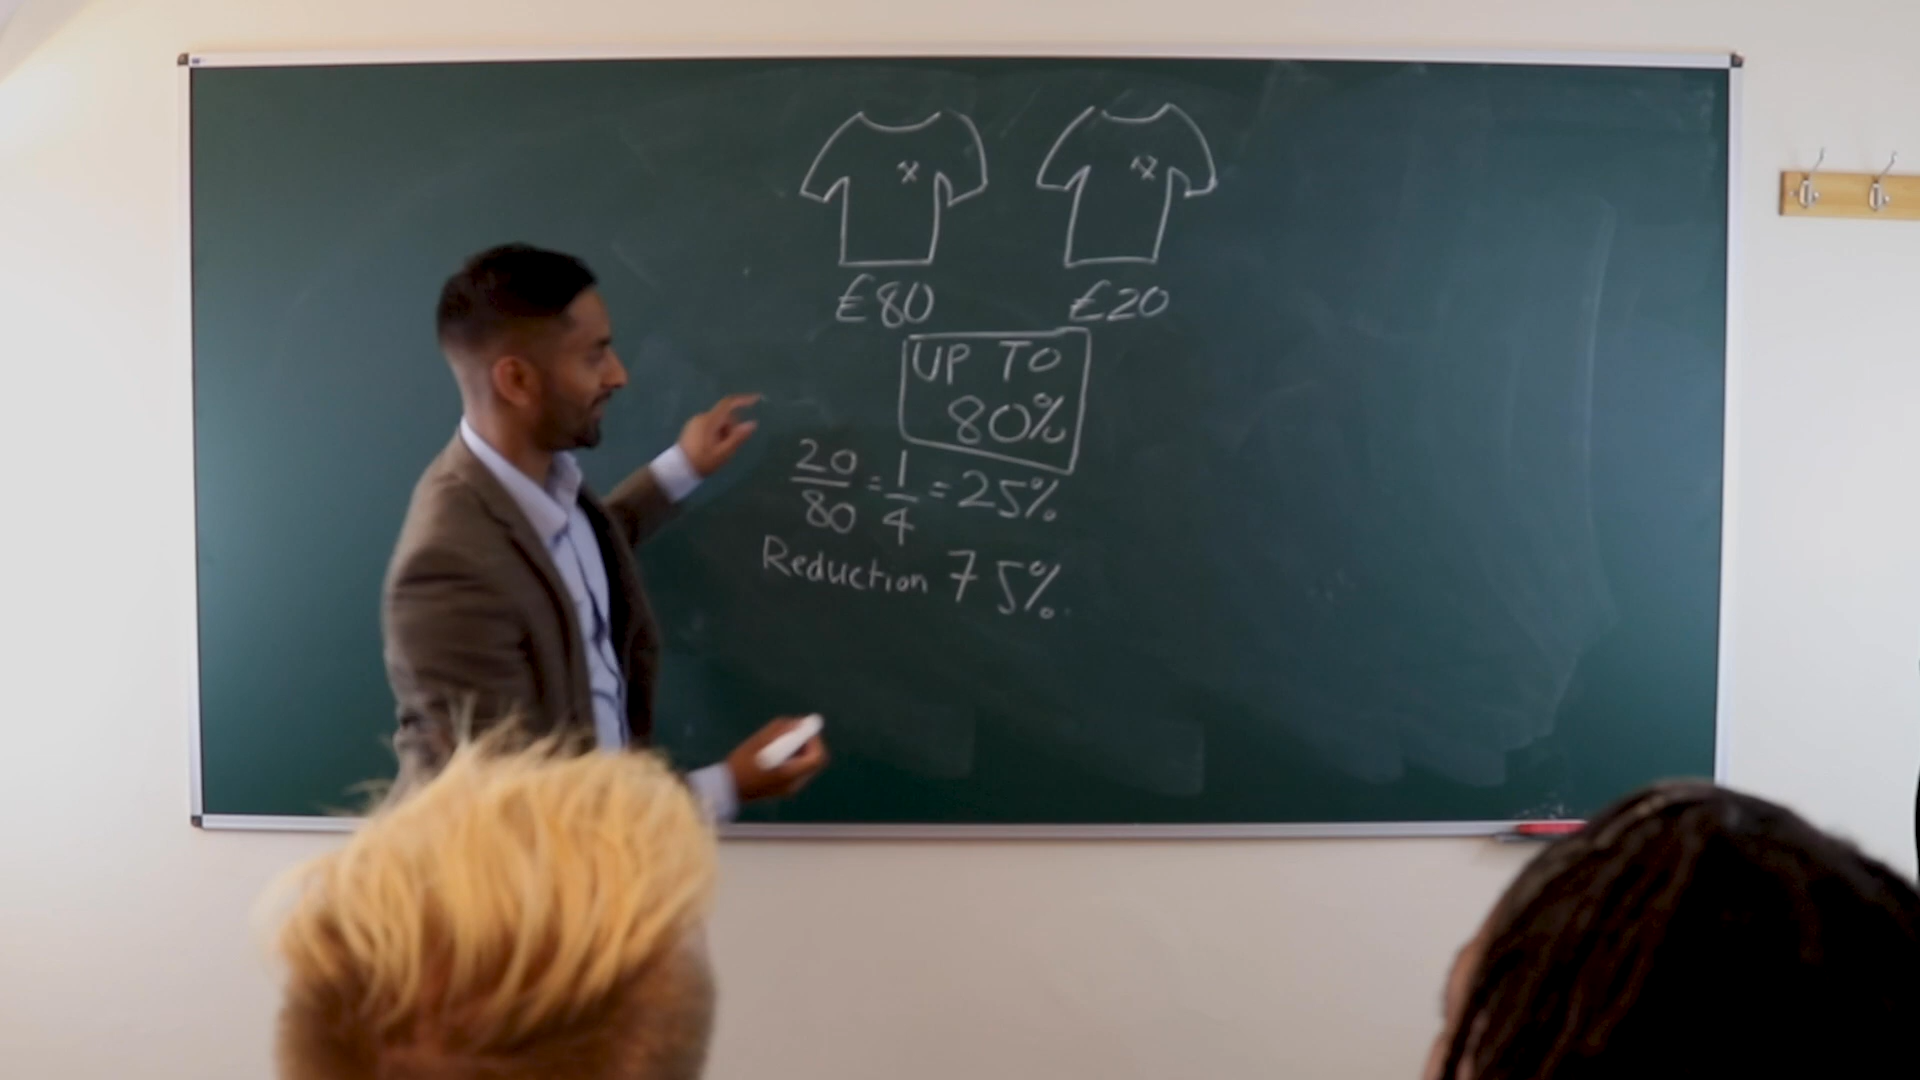 £80 £20
UP TO
80%
20/80 = 1/4 = 25%
Reduction 75%